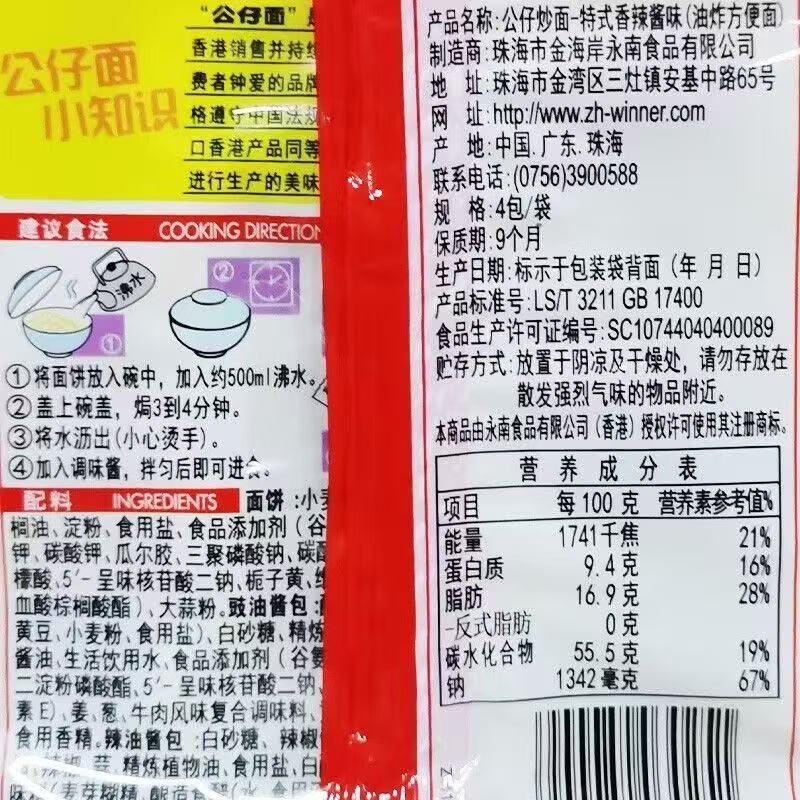 公仔面
小知识
“公仔面”
香港销售并持续
费者钟爱的品牌
格遵守中国法规
口香港产品同等
进行生产的美味
建议食法 COOKING DIRECTION
沸水
①
②
①将面饼放入碗中，加入约500ml沸水。
②盖上碗盖，焗3到4分钟。
③将水沥出(小心烫手)。
④加入调味酱，拌匀后即可进食。
配料 INGREDIENTS 面饼:小麦
榈油、淀粉、食用盐、食品添加剂（谷
钾、碳酸钾、瓜尔胶、三聚磷酸钠、碳酸
檬酸、5′-呈味核苷酸二钠、栀子黄、维
血酸棕榈酸酯)、大蒜粉。豉油酱包:
黄豆、小麦粉、食用盐)、白砂糖、精炼
酱油、生活饮用水、食品添加剂（谷氨
二淀粉磷酸酯、5′-呈味核苷酸二钠、
素E)、姜、葱、牛肉风味复合调味料、
食用香精。辣油酱包:白砂糖、辣椒
辣椒、蒜、精炼植物油、食用盐、白
产品名称:公仔炒面-特式香辣酱味(油炸方便面)
制造商:珠海市金海岸永南食品有限公司
地 址:珠海市金湾区三灶镇安基中路65号
网 址:http://www.zh-winner.com
产 地:中国.广东.珠海
联系电话:(0756)3900588
规 格:4包/袋
保质期:9个月
生产日期:标示于包装袋背面（年 月 日）
产品标准号:LS/T 3211 GB 17400
食品生产许可证编号:SC10744040400089
贮存方式:放置于阴凉及干燥处，请勿存放在
散发强烈气味的物品附近。
本商品由永南食品有限公司（香港）授权许可使用其注册商标。
营养成分表
项目 每100克 营养素参考值%
能量 1741千焦 21%
蛋白质 9.4克 16%
脂肪 16.9克 28%
-反式脂肪 0克
碳水化合物 55.5克 19%
钠 1342毫克 67%